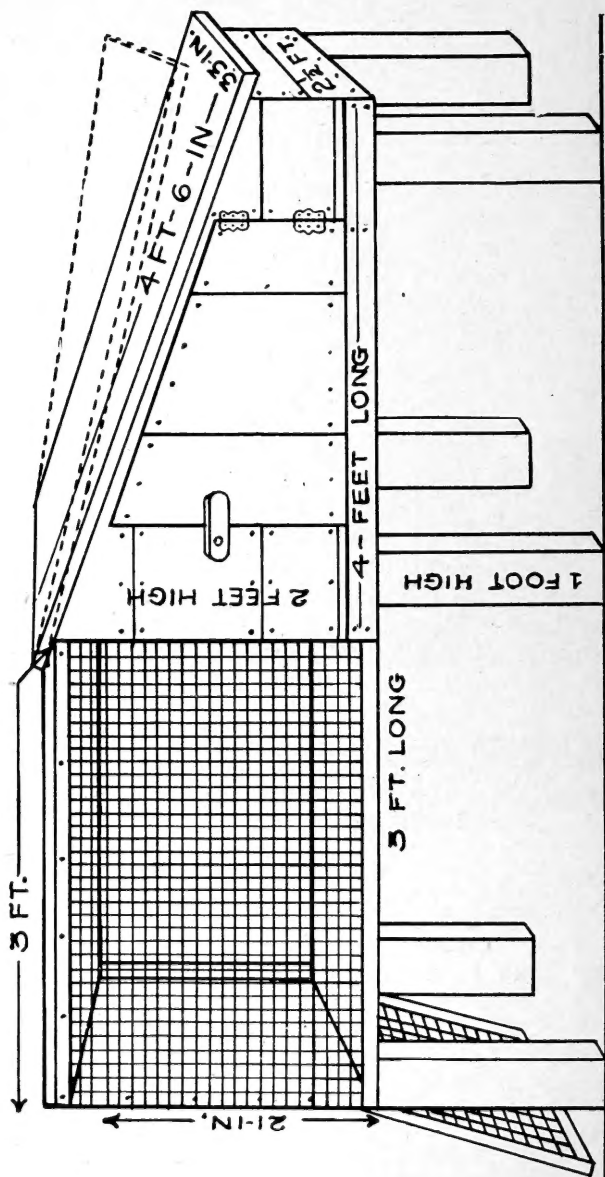 3 FT.
4 FT-6-IN
33-IN
2½ FT.
2 FEET HIGH
4-FEET LONG
21-IN,
3 FT. LONG
1 FOOT HIGH